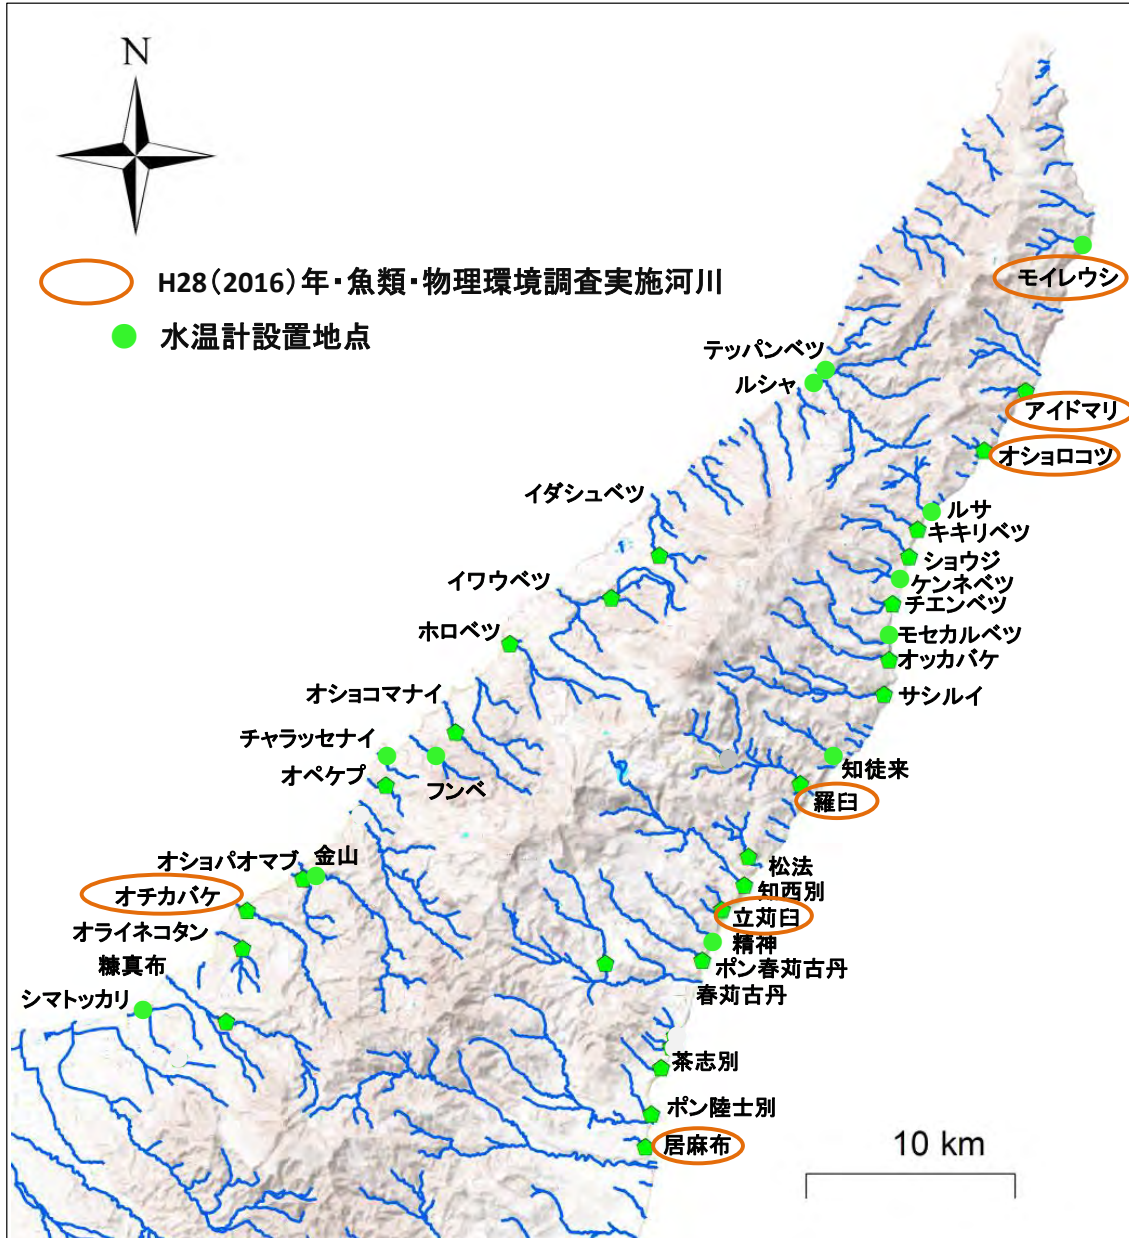 N
H28(2016)年・魚類・物理環境調査実施河川
水温計設置地点
モイレウシ
テッパンベツ
ルシャ
アイドマリ
オショロコツ
イダシュベツ
ルサ
キキリベツ
ショウジ
イワウベツ
ケンネベツ
チエンベツ
ホロベツ
モセカルベツ
オッカバケ
オショコマナイ
サシルイ
チャラッセナイ
オペケプ
フンベ
知徒来
羅臼
オショパオマブ
金山
松法
オチカバケ
知西別
立苅臼
オライネコタン
精神
糠真布
ポン春苅古丹
シマトッカリ
春苅古丹
茶志別
ポン陸士別
居麻布
10 km